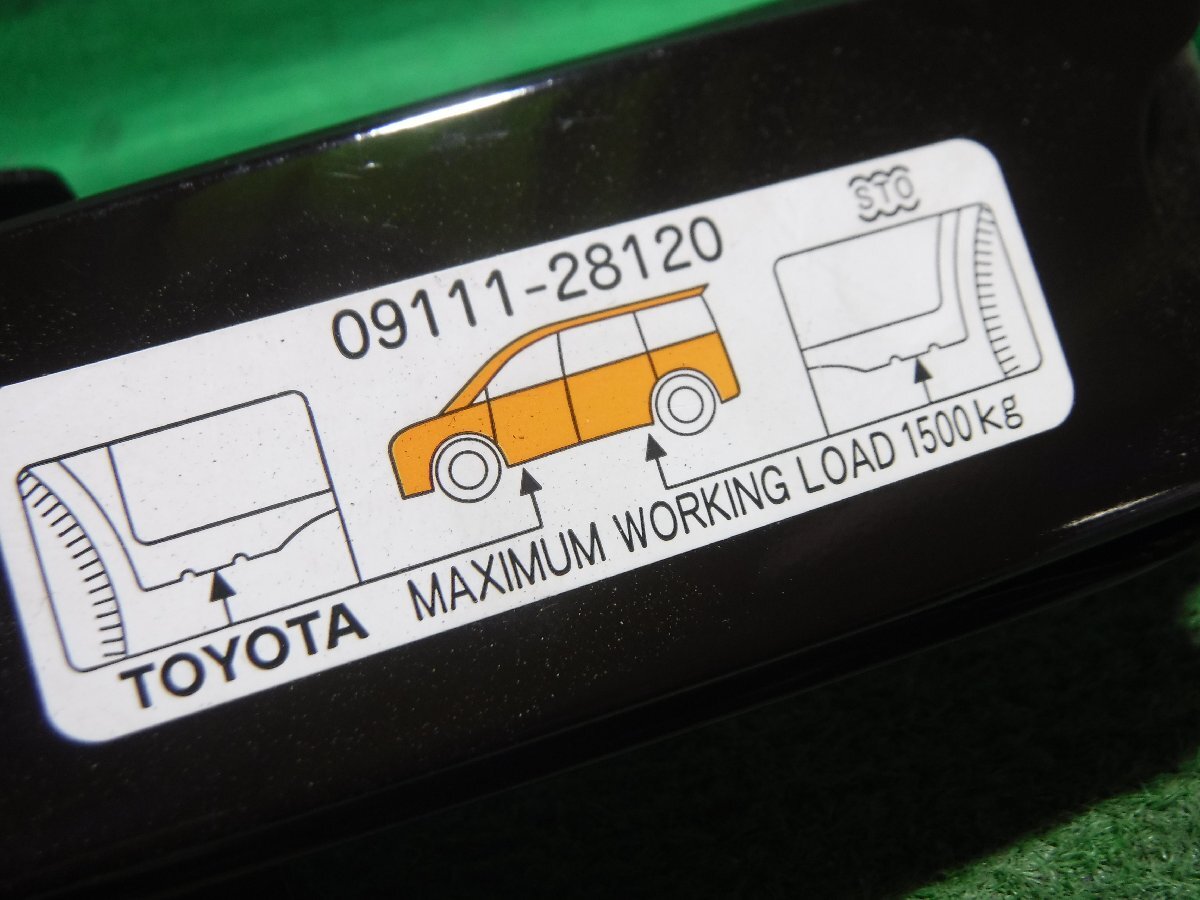 STO
09111-28120
TOYOTA MAXIMUM WORKING LOAD 1500kg